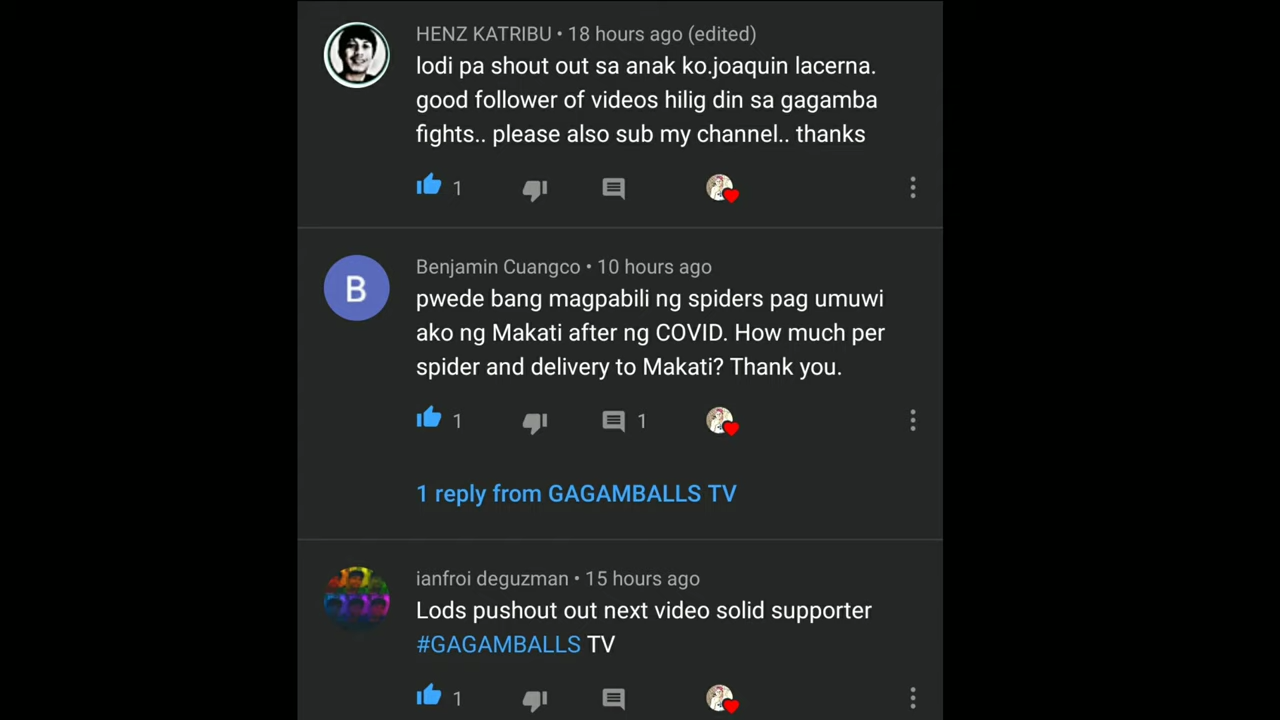 HENZ KATRIBU • 18 hours ago (edited)
lodi pa shout out sa anak ko.joaquin lacerna.
good follower of videos hilig din sa gagamba
fights.. please also sub my channel.. thanks
1
B
Benjamin Cuangco • 10 hours ago
pwede bang magpabili ng spiders pag umuwi
ako ng Makati after ng COVID. How much per
spider and delivery to Makati? Thank you.
1 1
1 reply from GAGAMBALLS TV
ianfroi deguzman • 15 hours ago
Lods pushout out next video solid supporter
#GAGAMBALLS TV
1